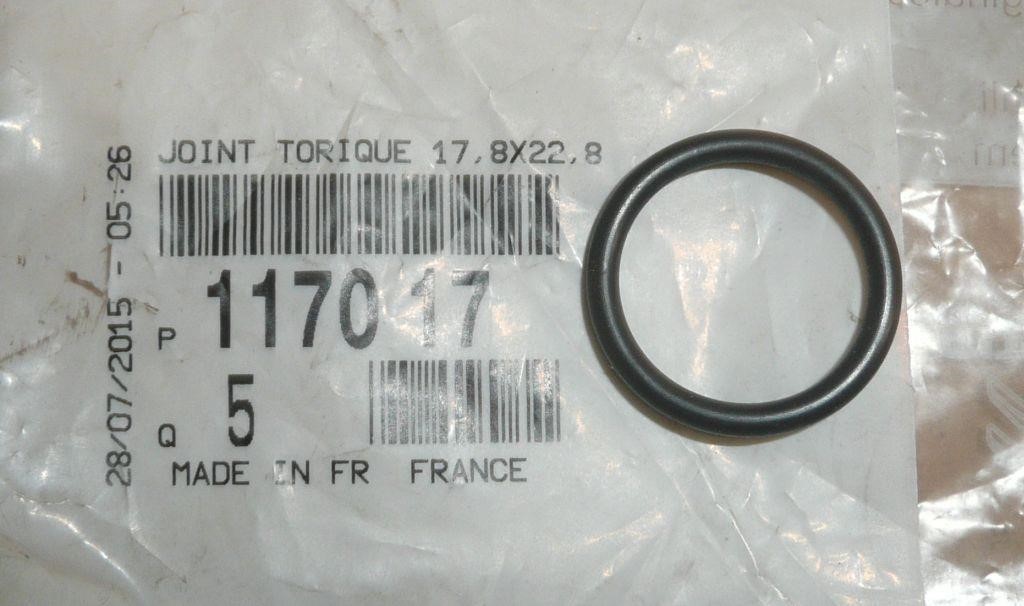 JOINT TORIQUE 17,8X22,8
28/07/2015 - 05:26
P 1170 17
Q 5
MADE IN FR FRANCE